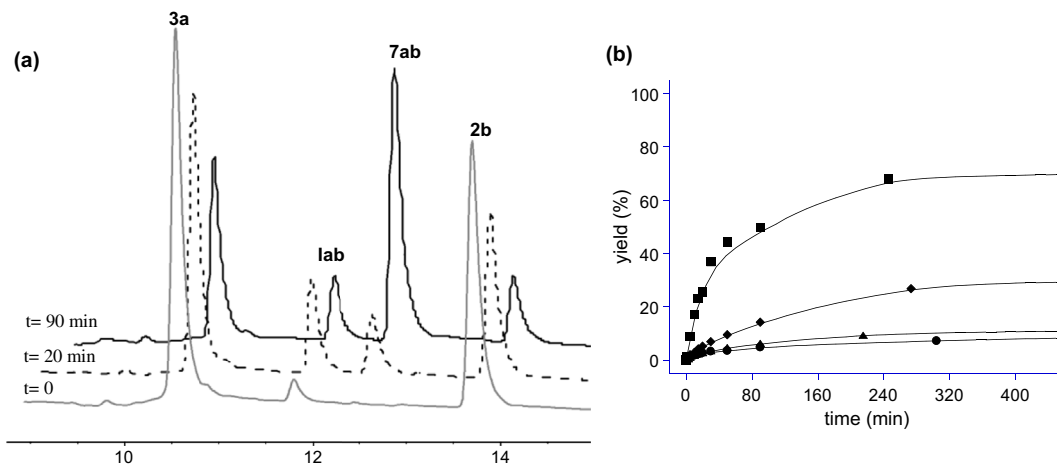 (a)
3a
7ab
2b
Iab
t= 90 min
t= 20 min
t= 0
10
12
14
(b)
100
80
60
40
20
0
yield (%)
0
80
160
240
320
400
time (min)